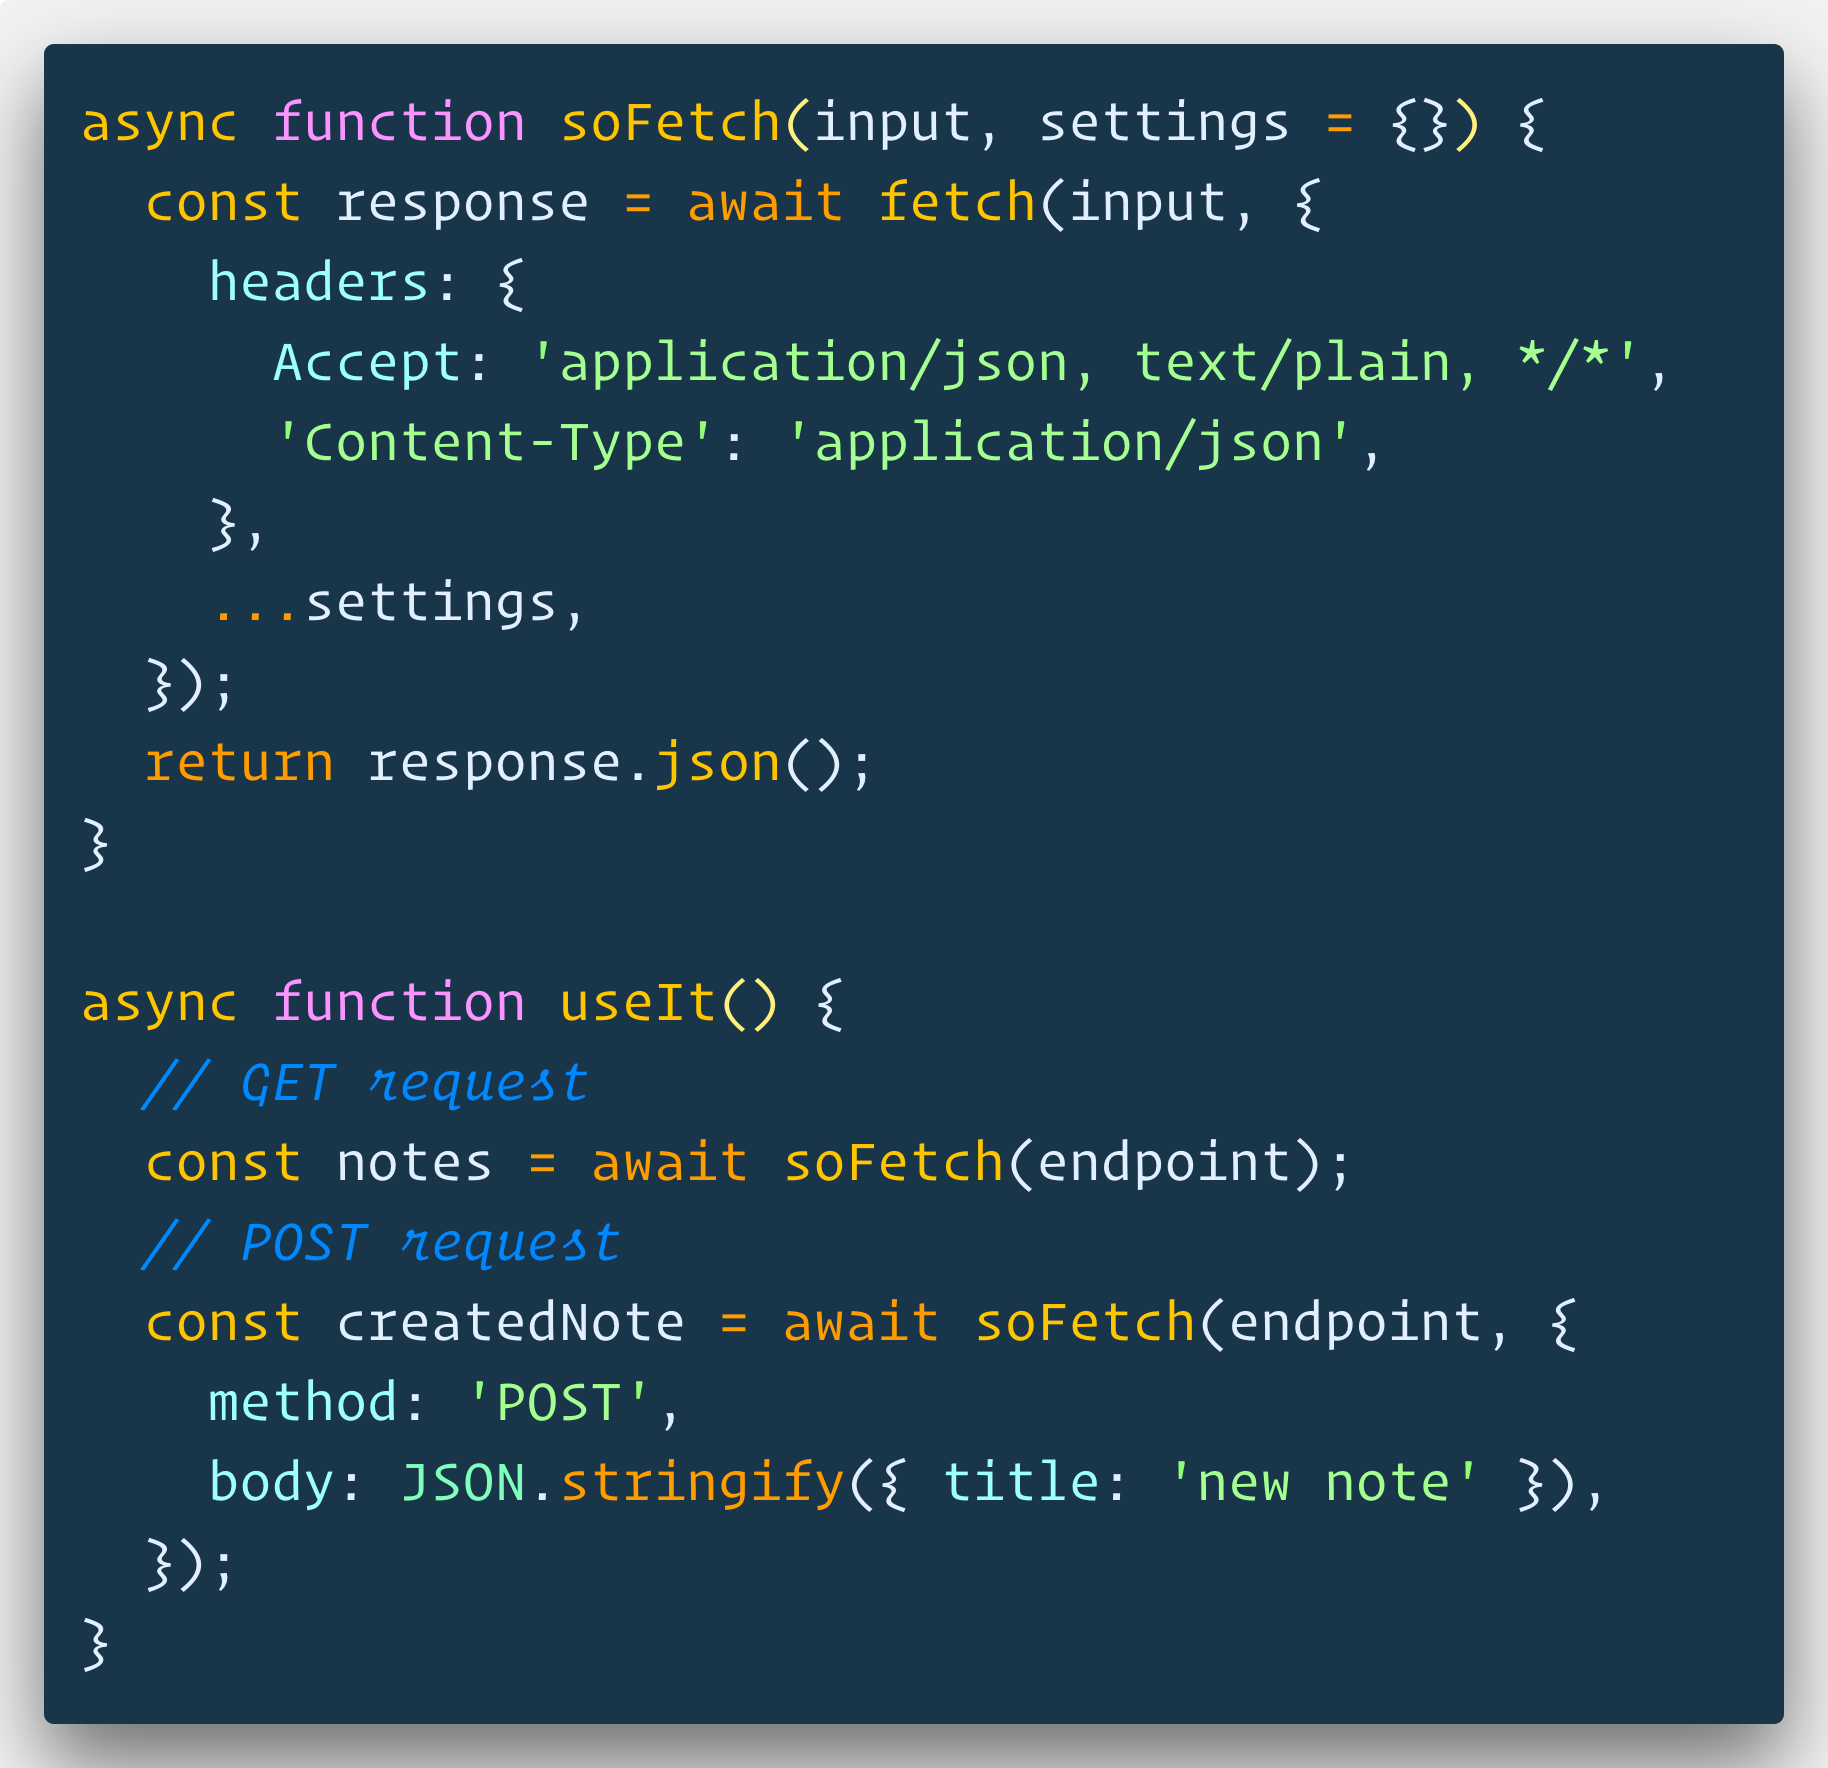 async function soFetch(input, settings = {}) {
  const response = await fetch(input, {
    headers: {
      Accept: 'application/json, text/plain, */*',
      'Content-Type': 'application/json',
    },
    ...settings,
  });
  return response.json();
}

async function useIt() {
  // GET request
  const notes = await soFetch(endpoint);
  // POST request
  const createdNote = await soFetch(endpoint, {
    method: 'POST',
    body: JSON.stringify({ title: 'new note' }),
  });
}